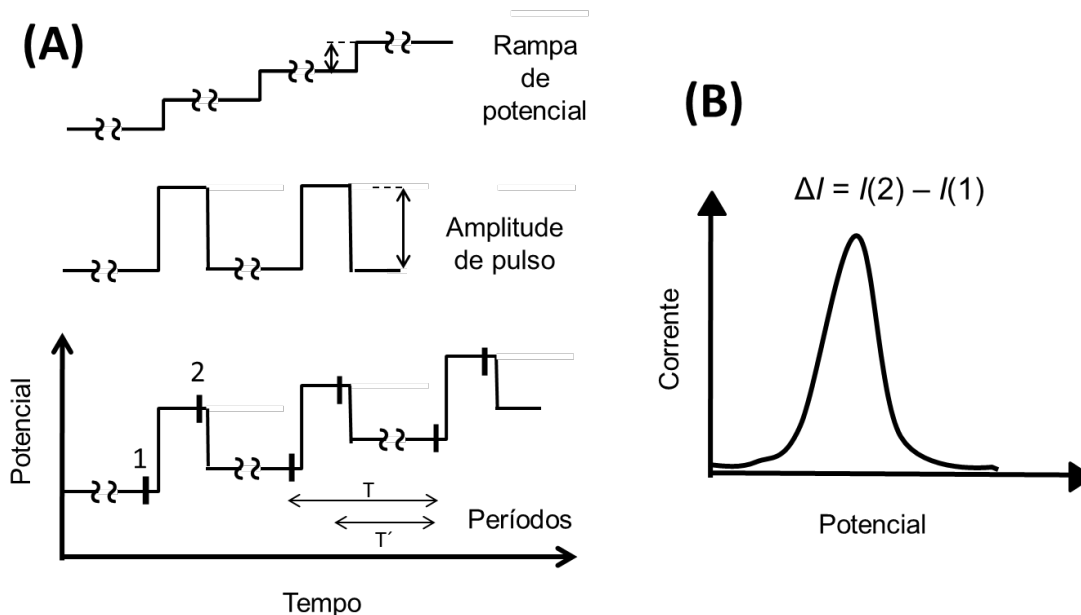 (A)
Rampa
de
potencial
Amplitude
de pulso
Potencial
1
2
T
T´
Períodos
Tempo
(B)
ΔI = I(2) – I(1)
Corrente
Potencial